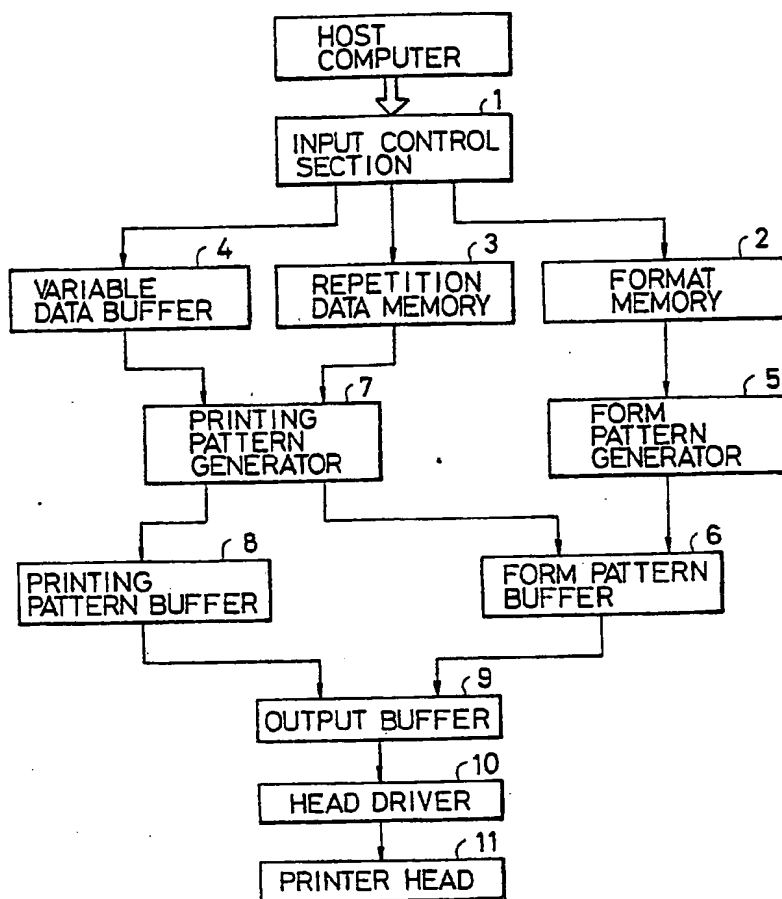 HOST
COMPUTER
1
INPUT CONTROL
SECTION
4
VARIABLE
DATA BUFFER
3
REPETITION
DATA MEMORY
2
FORMAT
MEMORY
7
PRINTING
PATTERN
GENERATOR
5
FORM
PATTERN
GENERATOR
8
PRINTING
PATTERN BUFFER
6
FORM PATTERN
BUFFER
9
OUTPUT BUFFER
10
HEAD DRIVER
11
PRINTER HEAD